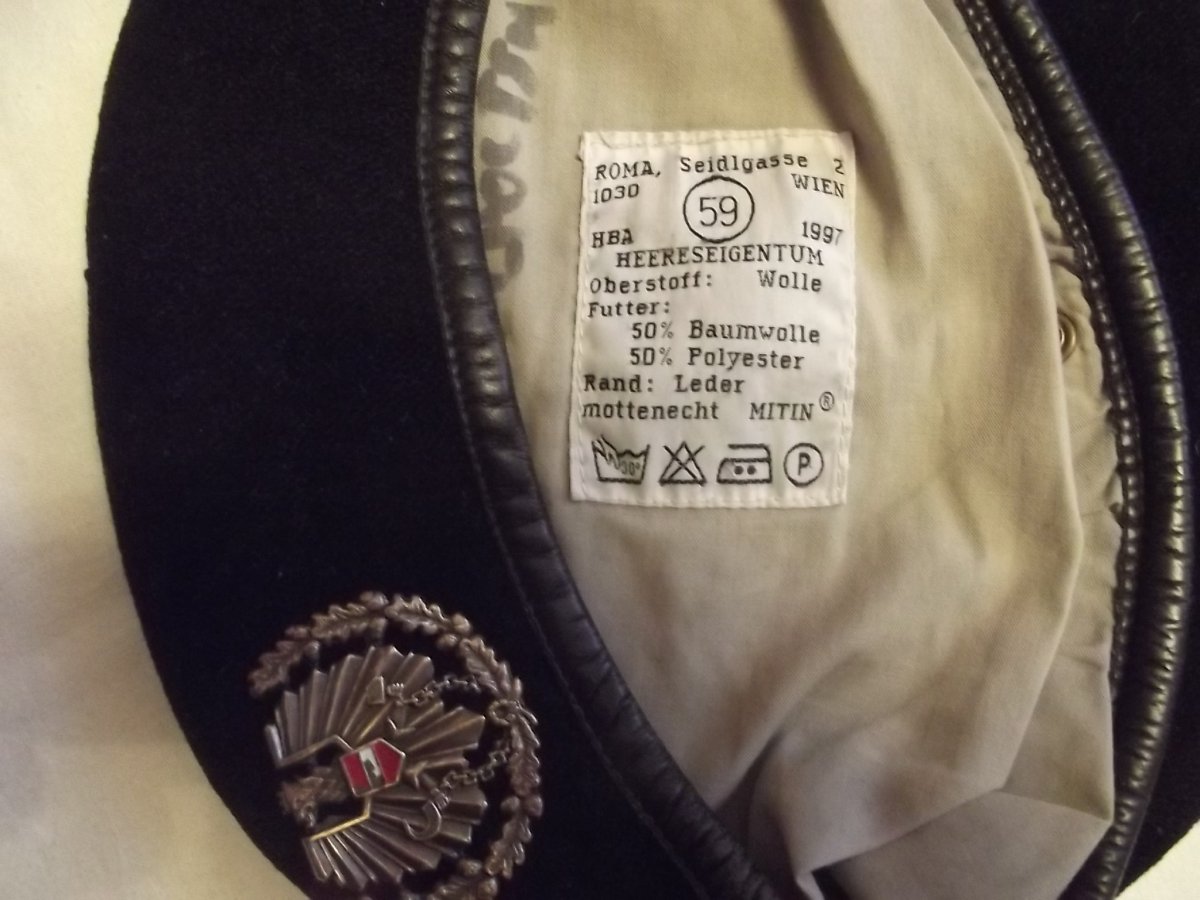 ROMA, Seidlgasse 2
1030 WIEN
59
HBA 1997
HEERESEIGENTUM
Oberstoff: Wolle
Futter:
50% Baumwolle
50% Polyester
Rand: Leder
mottenecht MITIN®
30°
P